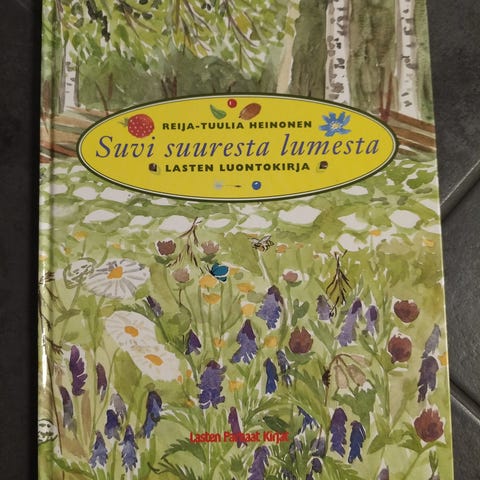 REIJA-TUULIA HEINONEN
Suvi suuresta lumesta
LASTEN LUONTOKIRJA
Lasten Parhaat Kirjat